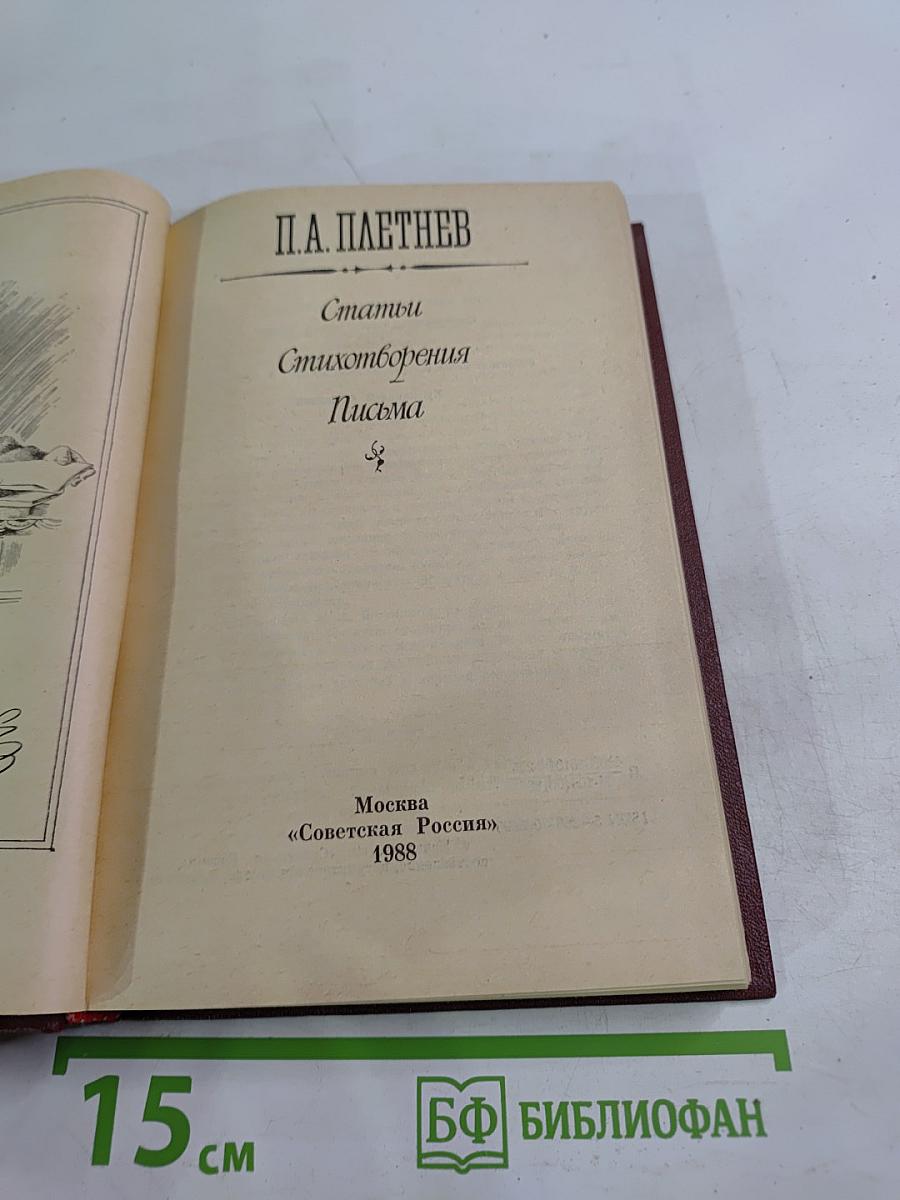 П.А. ПЛЕТНЕВ
Статьи
Стихотворения
Письма
Москва
«Советская Россия»
1988
15 см
БФ БИБЛИОФАН